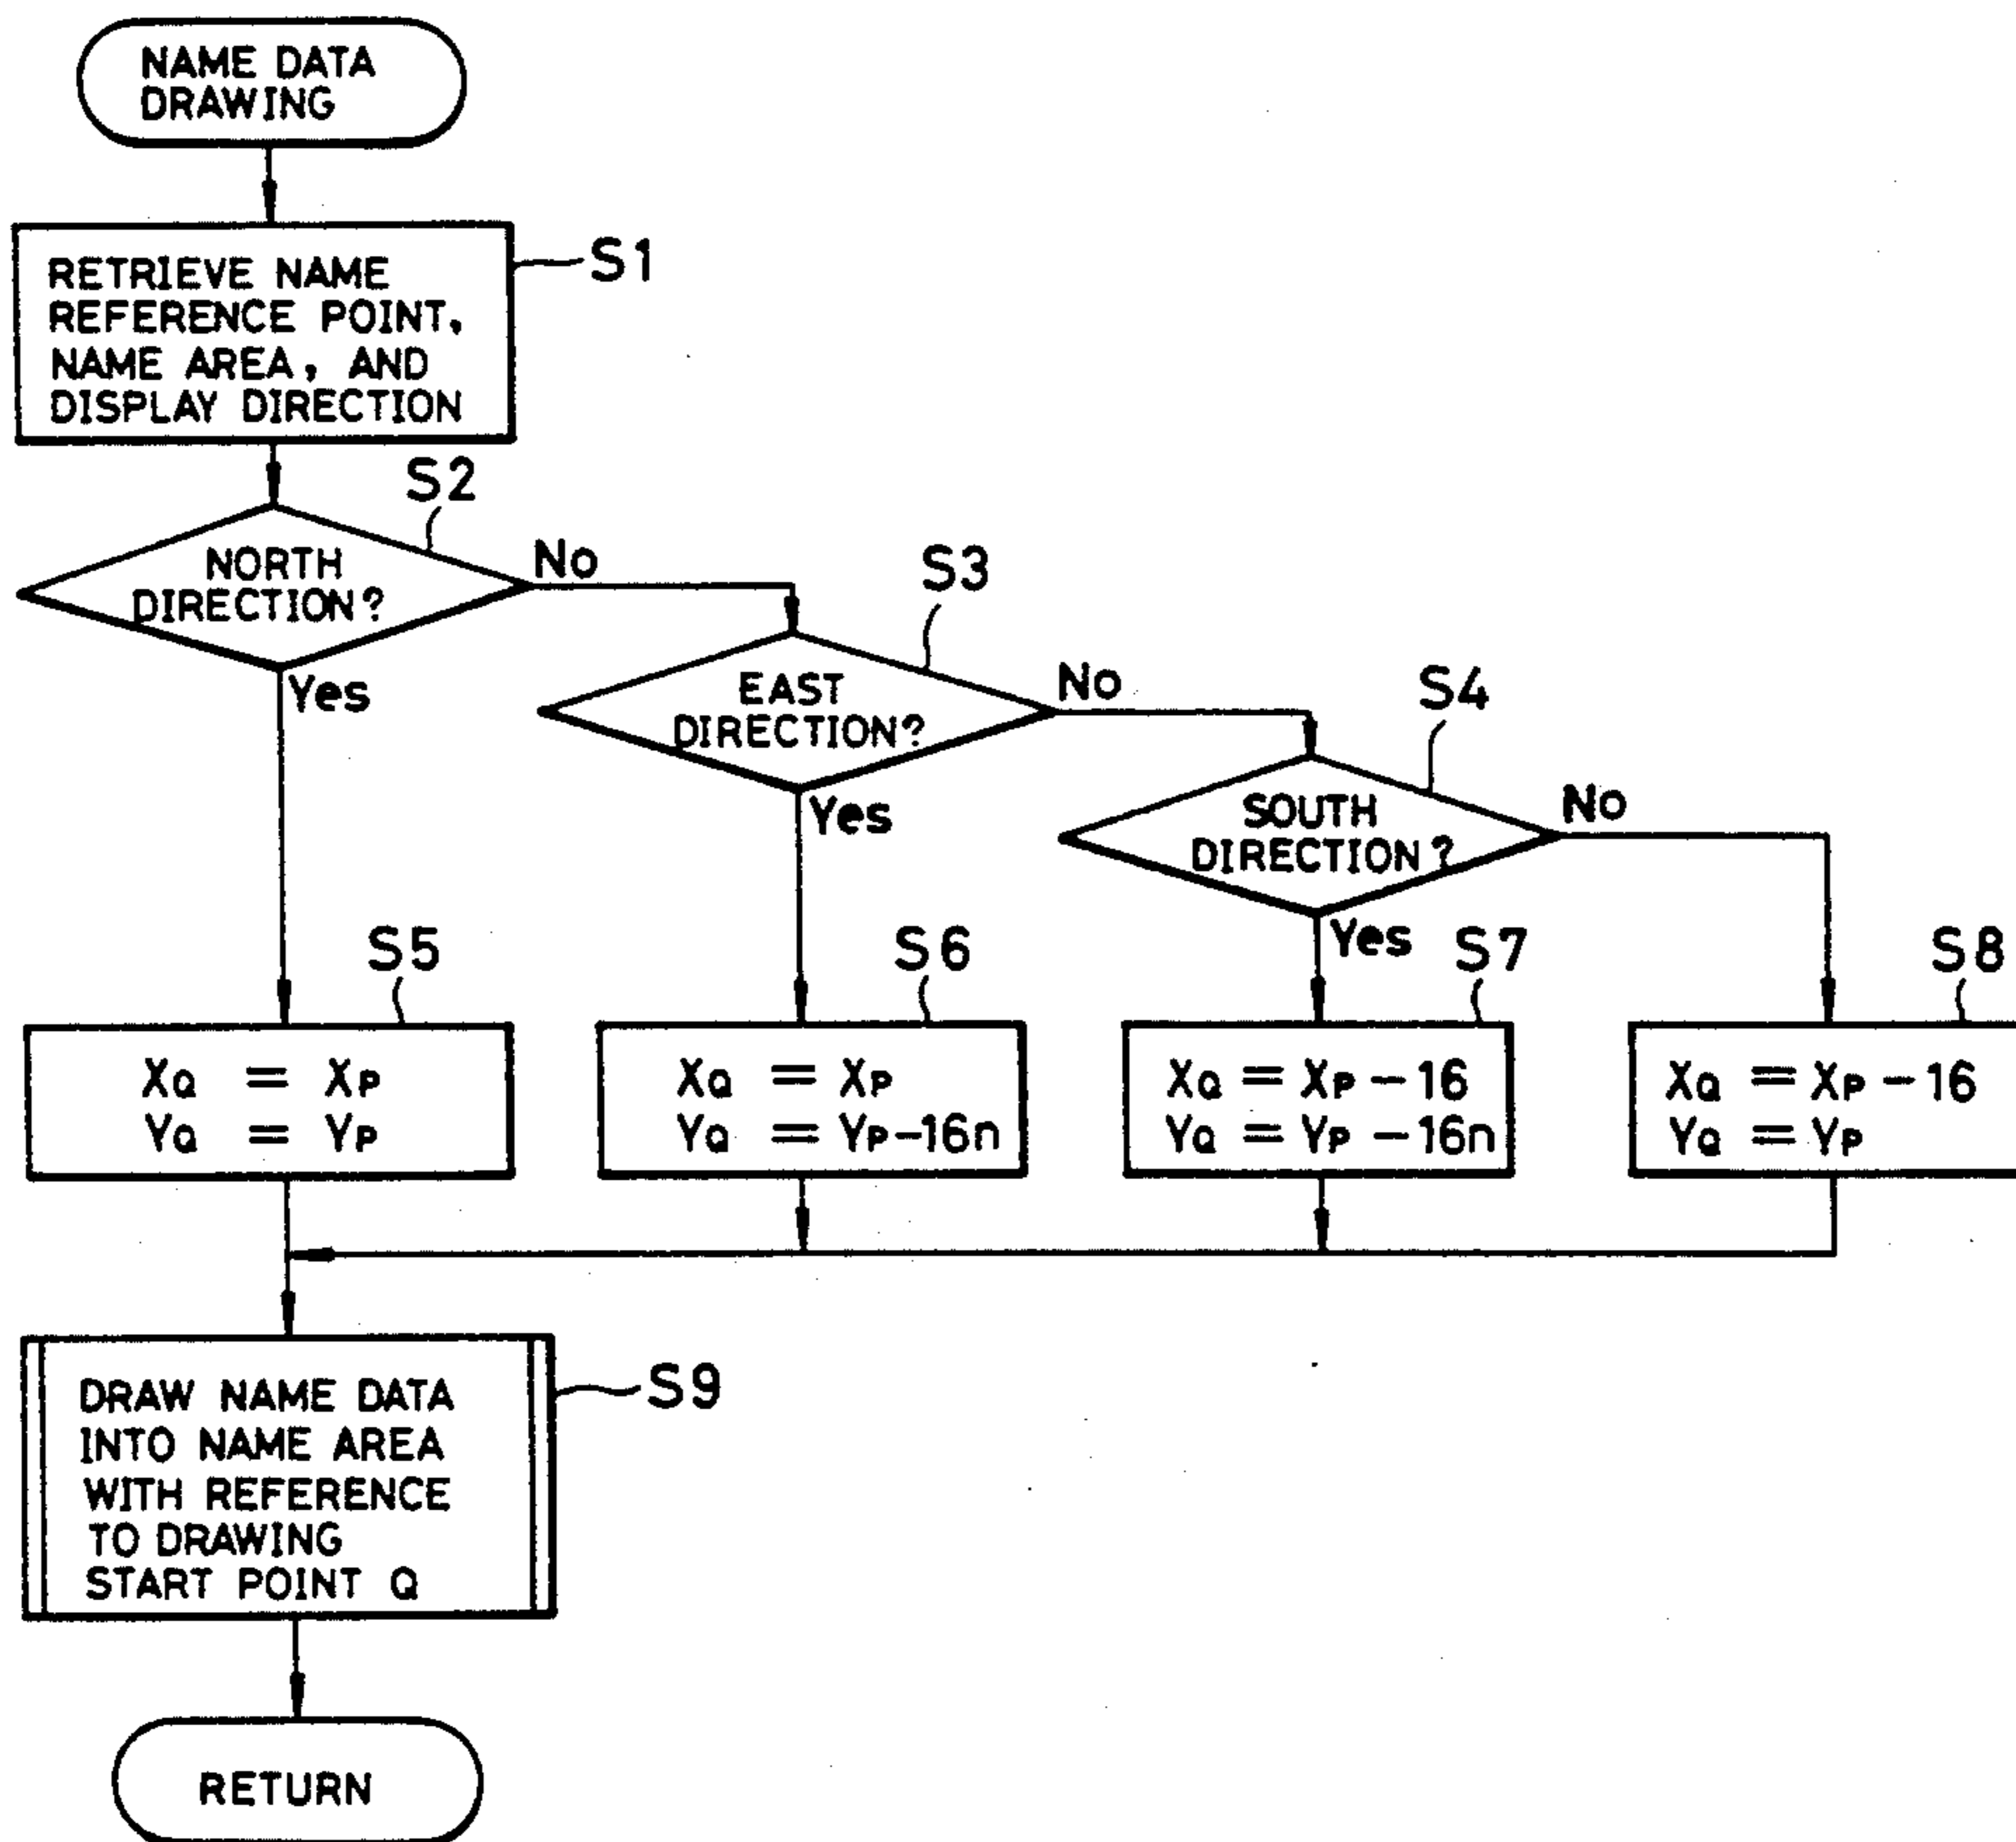 NAME DATA
DRAWING
RETRIEVE NAME
REFERENCE POINT,
NAME AREA, AND
DISPLAY DIRECTION
S1
S2
NORTH
DIRECTION?
No
Yes
S3
EAST
DIRECTION?
No
Yes
S4
SOUTH
DIRECTION?
No
Yes
S5
XQ = XP
YQ = YP
S6
XQ = XP
YQ = YP-16n
S7
XQ = XP-16
YQ = YP-16n
S8
XQ = XP-16
YQ = YP
DRAW NAME DATA
INTO NAME AREA
WITH REFERENCE
TO DRAWING
START POINT Q
S9
RETURN